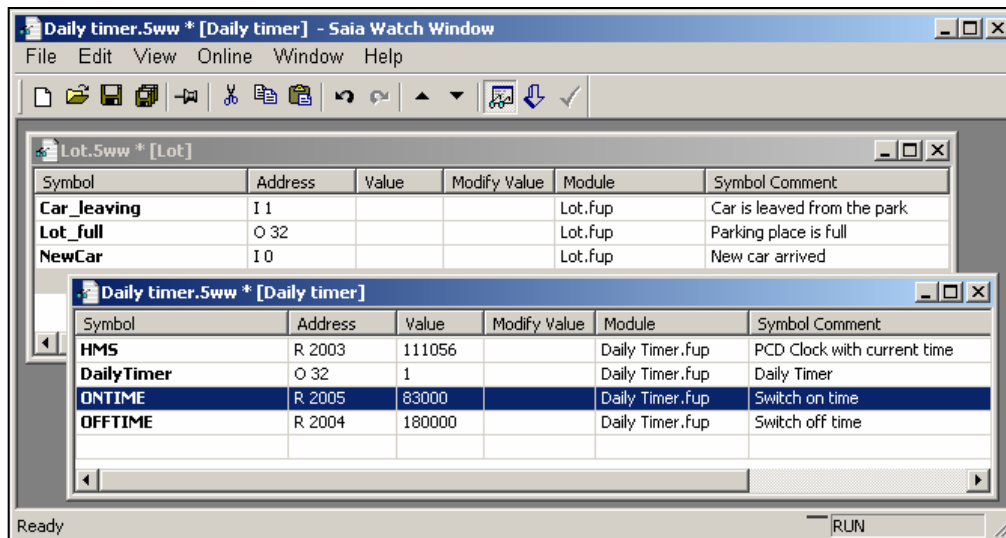 Daily timer.5ww * [Daily timer] - Saia Watch Window
File Edit View Online Window Help
Lot.5ww * [Lot]
Symbol Address Value Modify Value Module Symbol Comment
Car_leaving I 1 Lot.fup Car is leaved from the park
Lot_full O 32 Lot.fup Parking place is full
NewCar I 0 Lot.fup New car arrived
Daily timer.5ww * [Daily timer]
Symbol Address Value Modify Value Module Symbol Comment
HMS R 2003 111056 Daily Timer.fup PCD Clock with current time
DailyTimer O 32 1 Daily Timer.fup Daily Timer
ONTIME R 2005 83000 Daily Timer.fup Switch on time
OFFTIME R 2004 180000 Daily Timer.fup Switch off time
Ready RUN